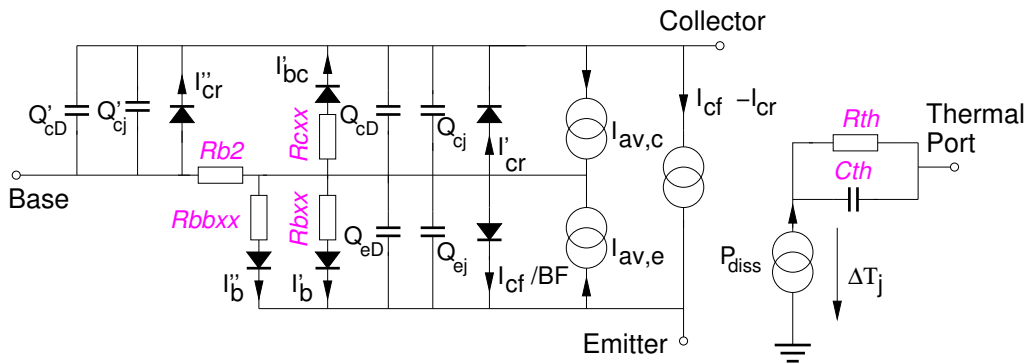 Collector
I''cr
I'bc
Q'cD
Q'cj
Rcxx
QcD
Qcj
I'cr
Iav,c
Icf −Icr
Rb2
Base
Rbbxx
Rbxx
QeD
Qej
Iav,e
I''b
I'b
Icf /BF
Emitter
Thermal
Port
Rth
Cth
Pdiss
ΔTj